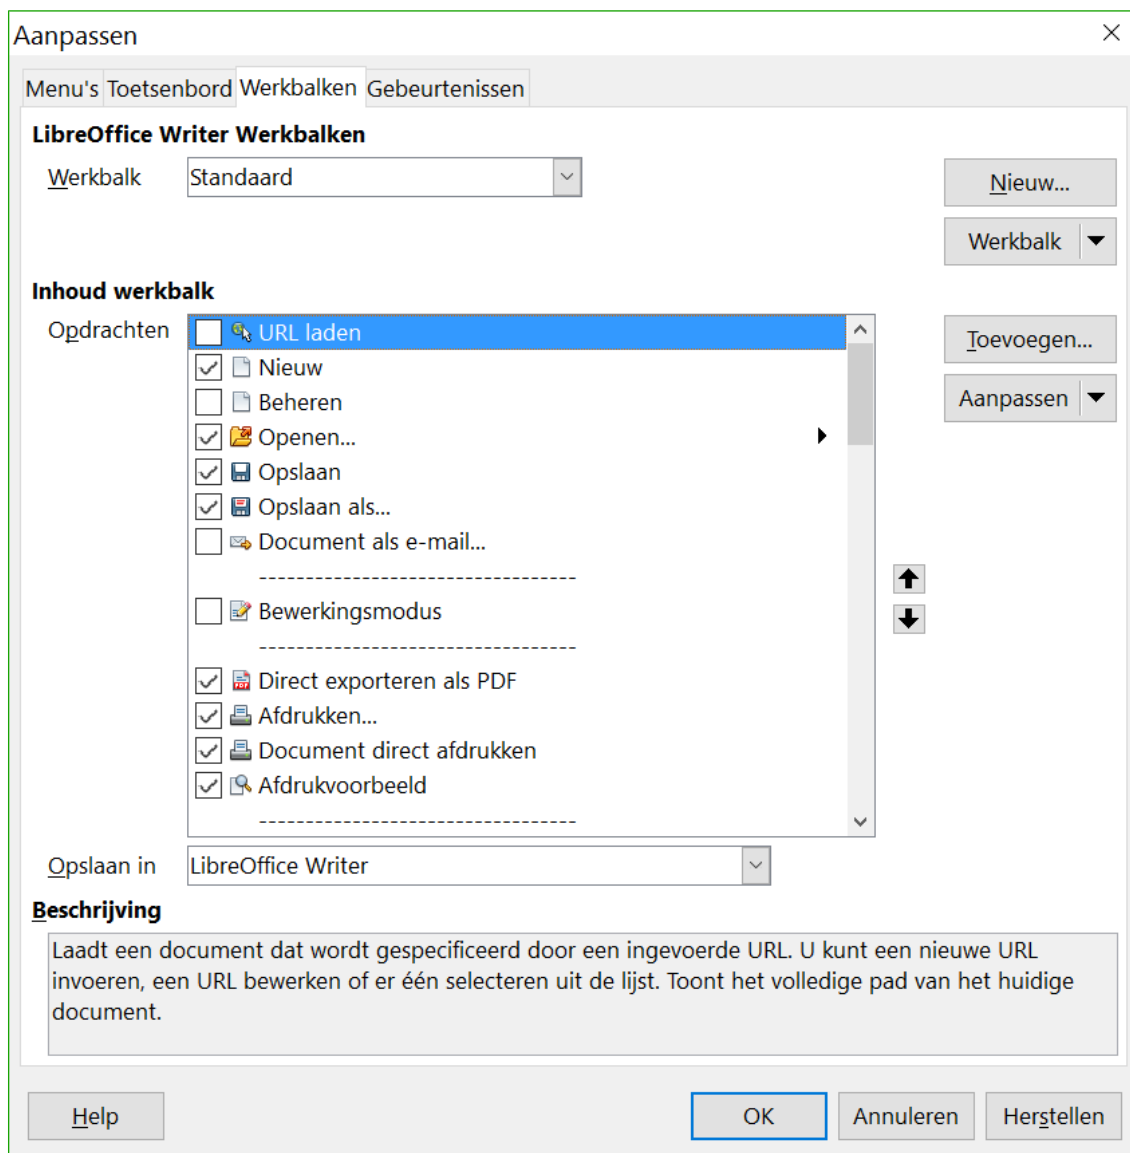 Aanpassen
Menu's Toetsenbord Werkbalken Gebeurtenissen
LibreOffice Writer Werkbalken
Werkbalk Standaard
Nieuw...
Werkbalk
Inhoud werkbalk
Opdrachten
URL laden
Toevoegen...
Nieuw
Beheren
Aanpassen
Openen...
Opslaan
Opslaan als...
Document als e-mail...
----------------------------------
Bewerkingsmodus
----------------------------------
Direct exporteren als PDF
Afdrukken...
Document direct afdrukken
Afdrukvoorbeeld
----------------------------------
Opslaan in LibreOffice Writer
Beschrijving
Laadt een document dat wordt gespecificeerd door een ingevoerde URL. U kunt een nieuwe URL
invoeren, een URL bewerken of er één selecteren uit de lijst. Toont het volledige pad van het huidige
document.
Help OK Annuleren Herstellen